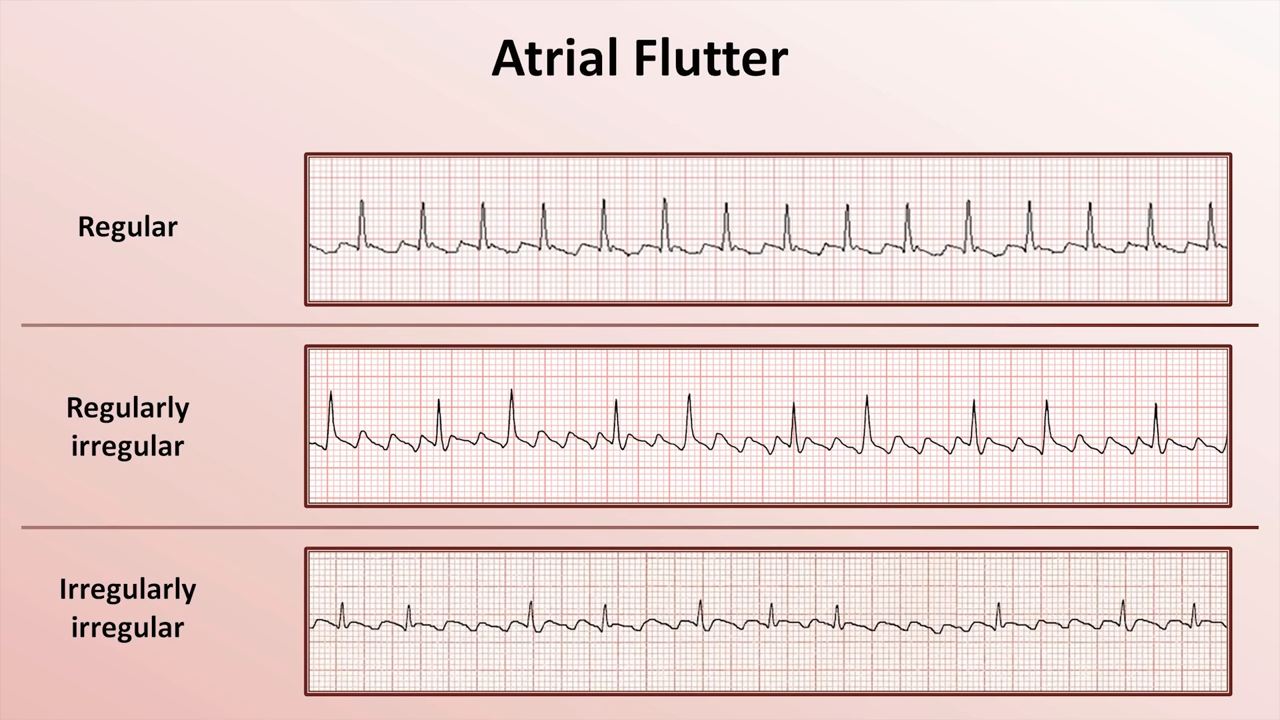 Atrial Flutter
Regular
Regularly
irregular
Irregularly
irregular